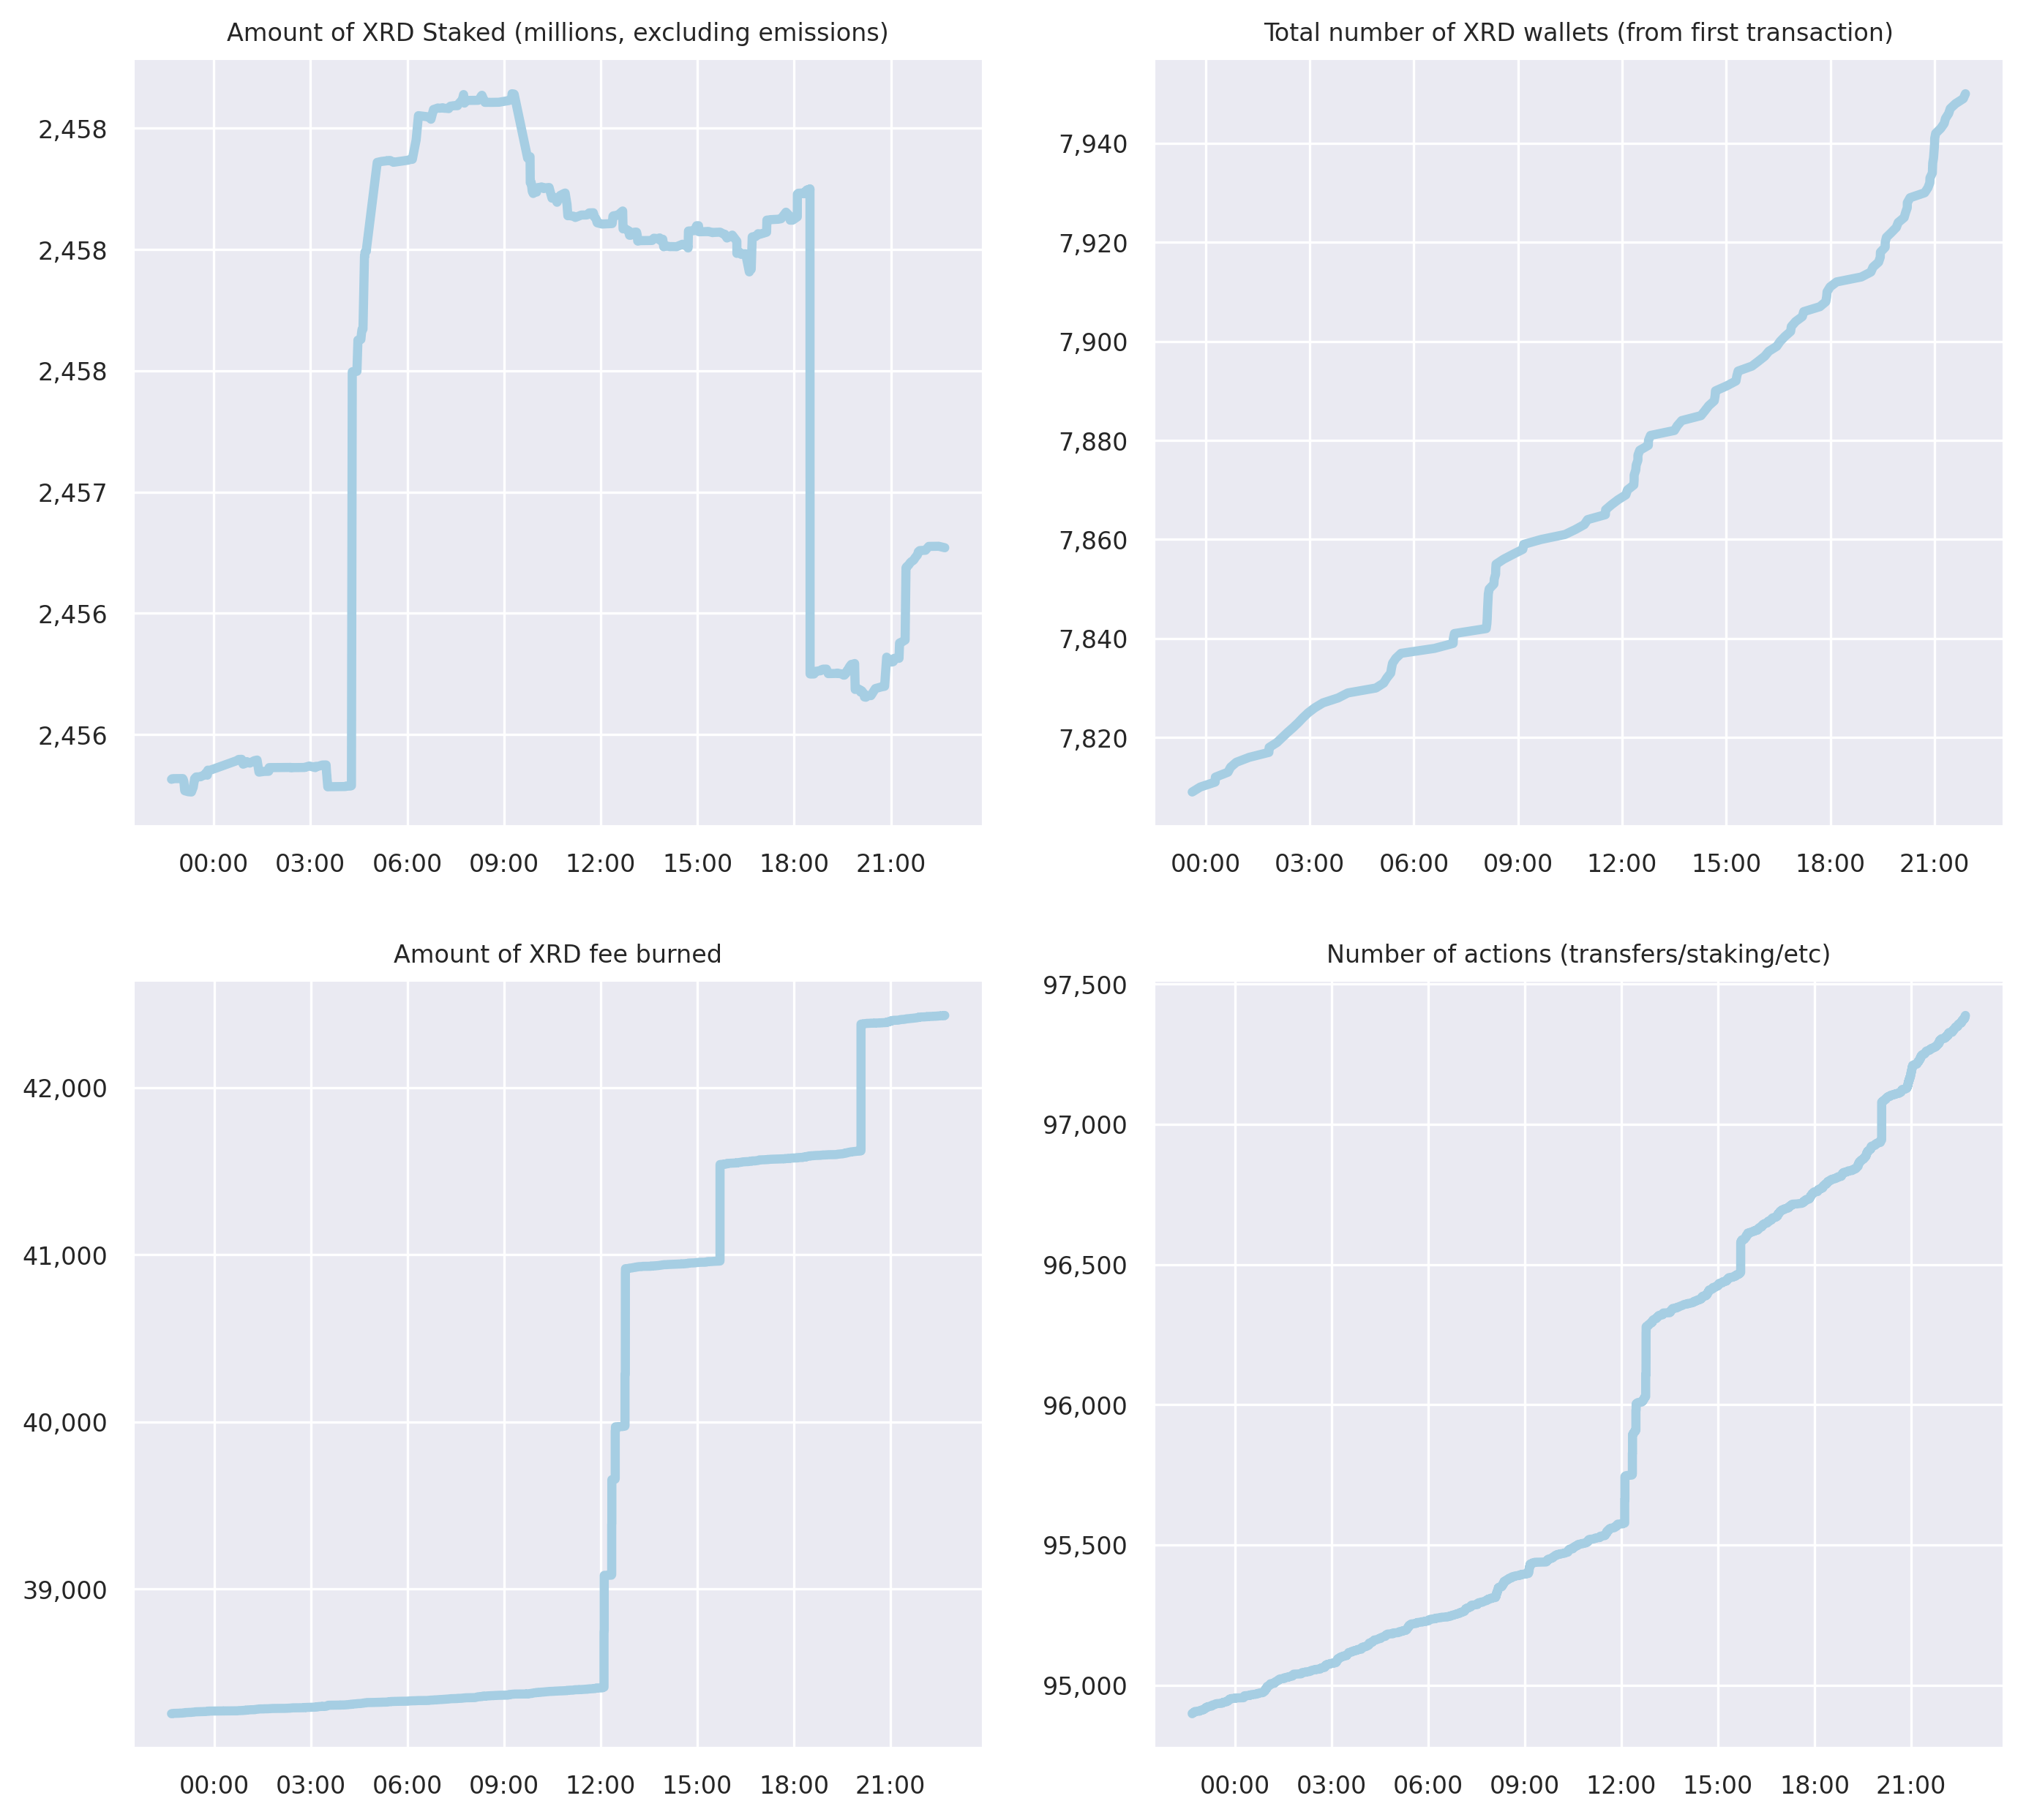 Amount of XRD Staked (millions, excluding emissions)
2,458
2,458
2,458
2,457
2,456
2,456
00:00 03:00 06:00 09:00 12:00 15:00 18:00 21:00
Total number of XRD wallets (from first transaction)
7,940
7,920
7,900
7,880
7,860
7,840
7,820
00:00 03:00 06:00 09:00 12:00 15:00 18:00 21:00
Amount of XRD fee burned
42,000
41,000
40,000
39,000
00:00 03:00 06:00 09:00 12:00 15:00 18:00 21:00
Number of actions (transfers/staking/etc)
97,500
97,000
96,500
96,000
95,500
95,000
00:00 03:00 06:00 09:00 12:00 15:00 18:00 21:00